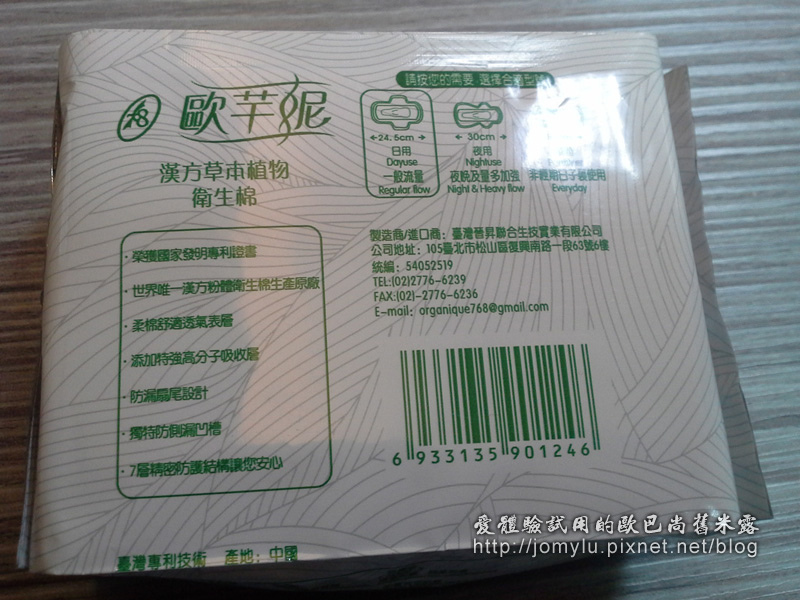 請按您的需要 選擇合適型號
歐芊妮
漢方草本植物
衛生棉
24.5cm
日用
Dayuse
一般流量
Regular flow
30cm
夜用
Nightuse
夜晚及量多加強
Night & Heavy flow
非經期日子後使用
Everyday
‧榮獲國家發明專利證書
‧世界唯一漢方粉體衛生棉生產原廠
‧柔棉舒適透氣表層
‧添加特強高分子吸收層
‧防漏扇尾設計
‧獨特防側漏凹槽
‧7層精密防護結構讓您安心
製造商/進口商：臺灣薈昇聯合生技實業有限公司
公司地址：105臺北市松山區復興南路一段63號6樓
統編：54052519
TEL:(02)2776-6239
FAX:(02)-2776-6236
E-mail：organique768@gmail.com
6 933135 901246
臺灣專利技術 產地：中國
愛體驗試用的歐巴尚舊米露
http://jomylu.pixnet.net/blog